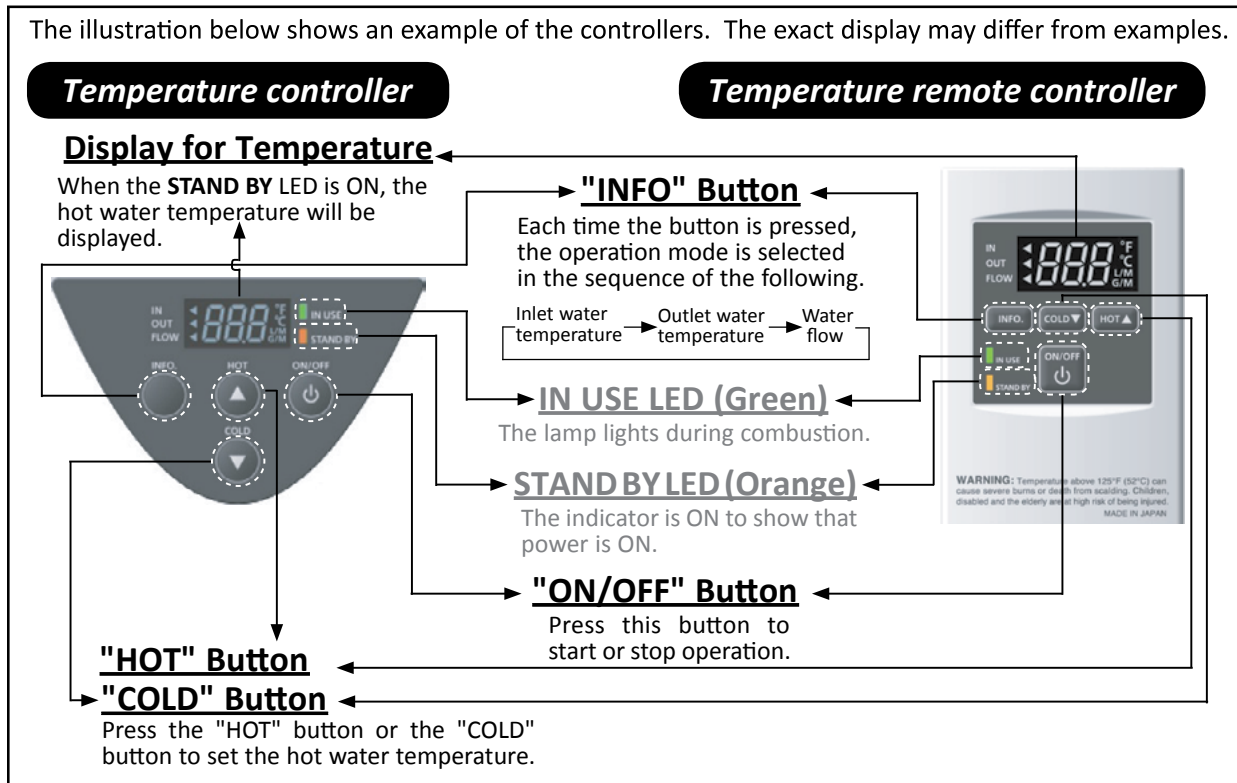 The illustration below shows an example of the controllers. The exact display may differ from examples.
Temperature controller
Temperature remote controller
Display for Temperature
When the STAND BY LED is ON, the
hot water temperature will be
displayed.
"INFO" Button
Each time the button is pressed,
the operation mode is selected
in the sequence of the following.
Inlet water
temperature
Outlet water
temperature
Water
flow
IN
OUT
FLOW
888
°F
°C
L/M
G/M
IN USE
STAND BY
INFO.
HOT
ON/OFF
COLD
IN
OUT
FLOW
888
°F
°C
L/M
G/M
INFO.
COLD▼
HOT▲
IN USE
STAND BY
ON/OFF
IN USE LED (Green)
The lamp lights during combustion.
STAND BY LED (Orange)
The indicator is ON to show that
power is ON.
WARNING: Temperature above 125°F (52°C) can
cause severe burns or death from scalding. Children,
disabled and the elderly are at high risk of being injured.
MADE IN JAPAN
"ON/OFF" Button
Press this button to
start or stop operation.
"HOT" Button
"COLD" Button
Press the "HOT" button or the "COLD"
button to set the hot water temperature.